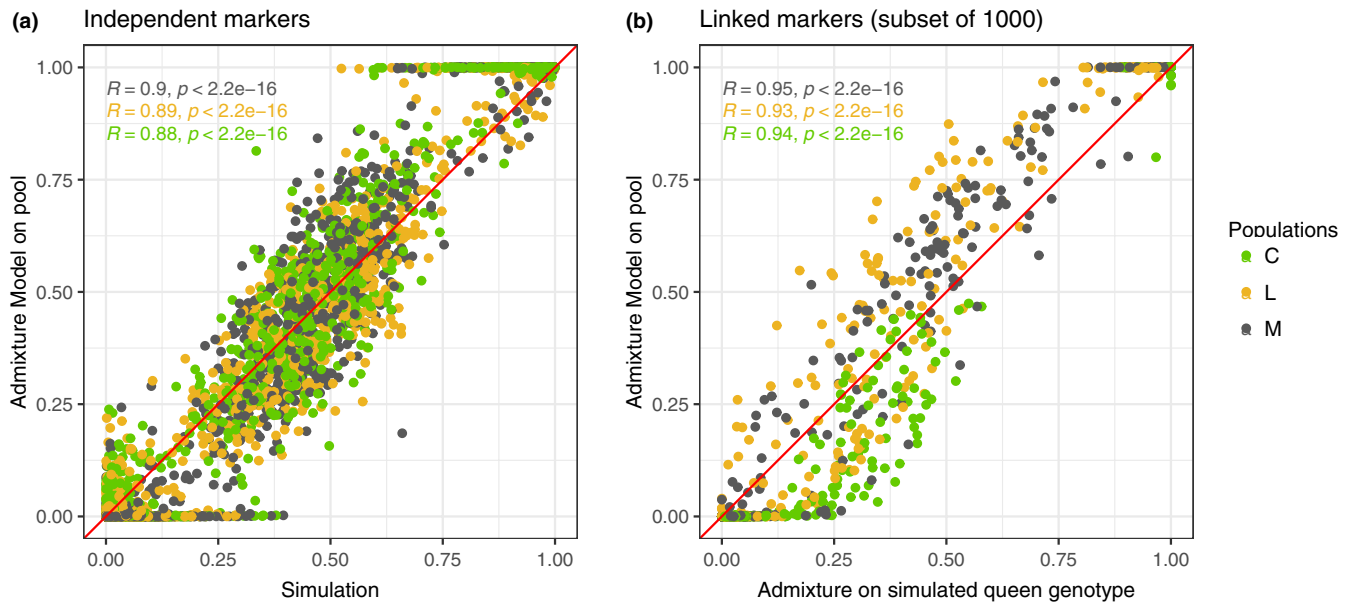 (a) Independent markers
1.00
0.75
0.50
0.25
0.00
Admixture Model on pool
R = 0.9, p < 2.2e−16
R = 0.89, p < 2.2e−16
R = 0.88, p < 2.2e−16
0.00 0.25 0.50 0.75 1.00
Simulation
(b) Linked markers (subset of 1000)
1.00
0.75
0.50
0.25
0.00
Admixture Model on pool
R = 0.95, p < 2.2e−16
R = 0.93, p < 2.2e−16
R = 0.94, p < 2.2e−16
0.00 0.25 0.50 0.75 1.00
Admixture on simulated queen genotype
Populations
C
L
M